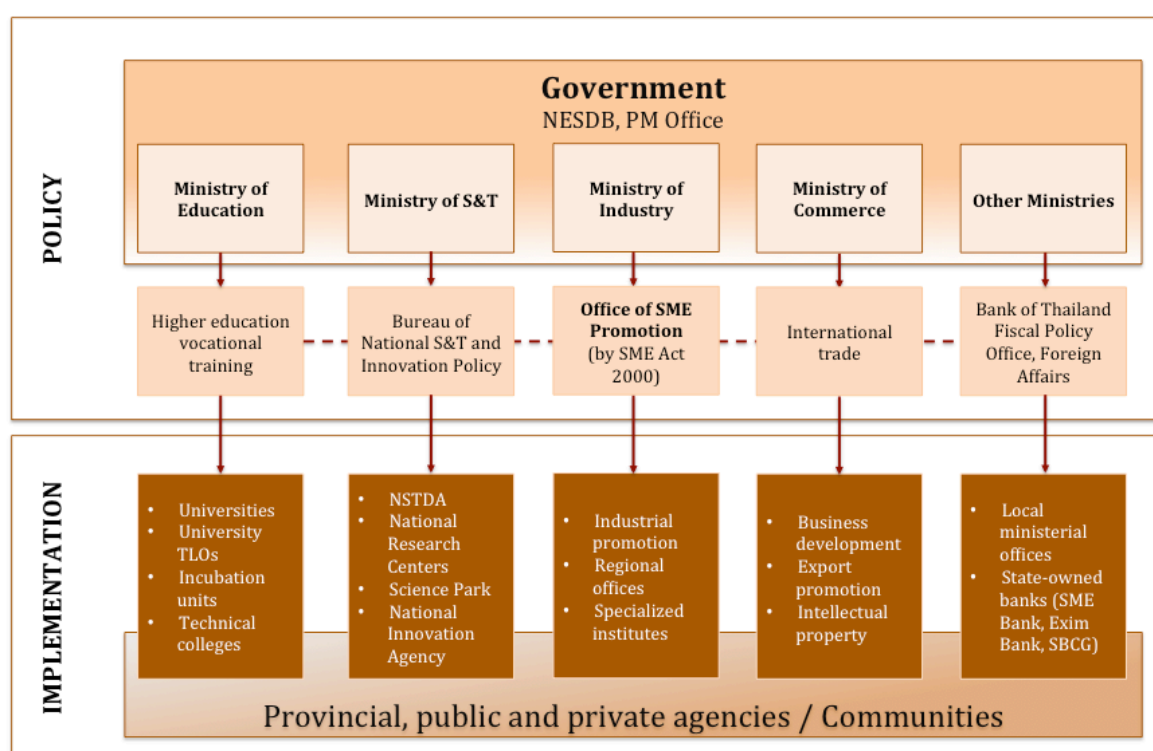 POLICY
Government
NESDB, PM Office
Ministry of
Education
Ministry of S&T
Ministry of
Industry
Ministry of
Commerce
Other Ministries
Higher education
vocational
training
Bureau of
National S&T and
Innovation Policy
Office of SME
Promotion
(by SME Act
2000)
International
trade
Bank of Thailand
Fiscal Policy
Office, Foreign
Affairs
IMPLEMENTATION
• Universities
• University
TLOs
• Incubation
units
• Technical
colleges
• NSTDA
• National
Research
Centers
• Science Park
• National
Innovation
Agency
• Industrial
promotion
• Regional
offices
• Specialized
institutes
• Business
development
• Export
promotion
• Intellectual
property
• Local
ministerial
offices
• State-owned
banks (SME
Bank, Exim
Bank, SBCG)
Provincial, public and private agencies / Communities